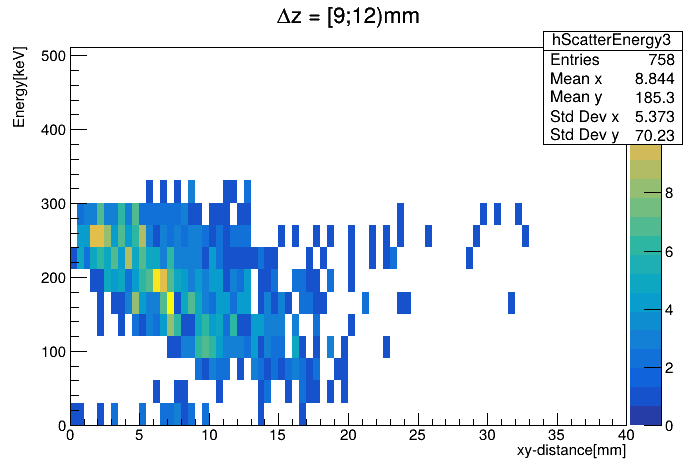 Δz = [9;12)mm
hScatterEnergy3
Entries 758
Mean x 8.844
Mean y 185.3
Std Dev x 5.373
Std Dev y 70.23
Energy[keV]
500
400
300
200
100
0
8
6
4
2
0
0 5 10 15 20 25 30 35 40
xy-distance[mm]